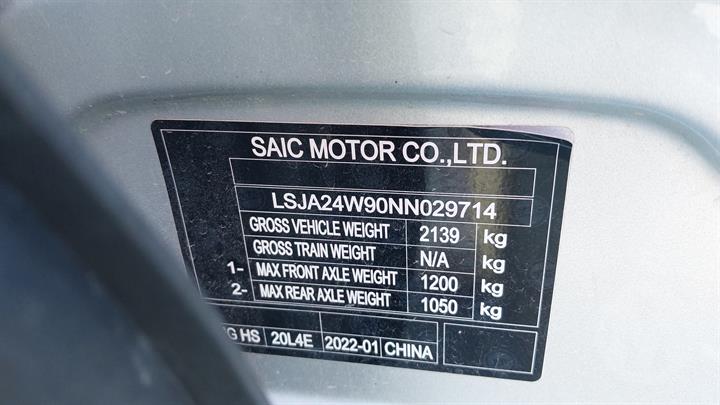 SAIC MOTOR CO.,LTD.
LSJA24W90NN029714
GROSS VEHICLE WEIGHT 2139 kg
GROSS TRAIN WEIGHT N/A kg
1- MAX FRONT AXLE WEIGHT 1200 kg
2- MAX REAR AXLE WEIGHT 1050 kg
HS 20L4E 2022-01 CHINA